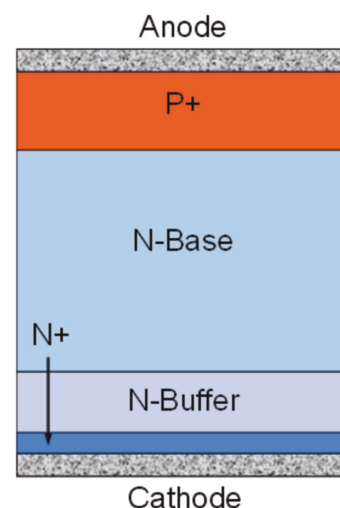 Anode
P+
N-Base
N+
N-Buffer
Cathode